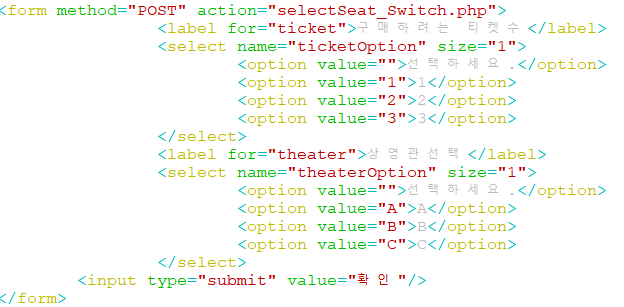 <form method="POST" action="selectSeat_Switch.php">
<label for="ticket">구매하려는 티켓수</label>
<select name="ticketOption" size="1">
<option value="">선택하세요.</option>
<option value="1">1</option>
<option value="2">2</option>
<option value="3">3</option>
</select>
<label for="theater">상영관선택</label>
<select name="theaterOption" size="1">
<option value="">선택하세요.</option>
<option value="A">A</option>
<option value="B">B</option>
<option value="C">C</option>
</select>
<input type="submit" value="확인"/>
</form>